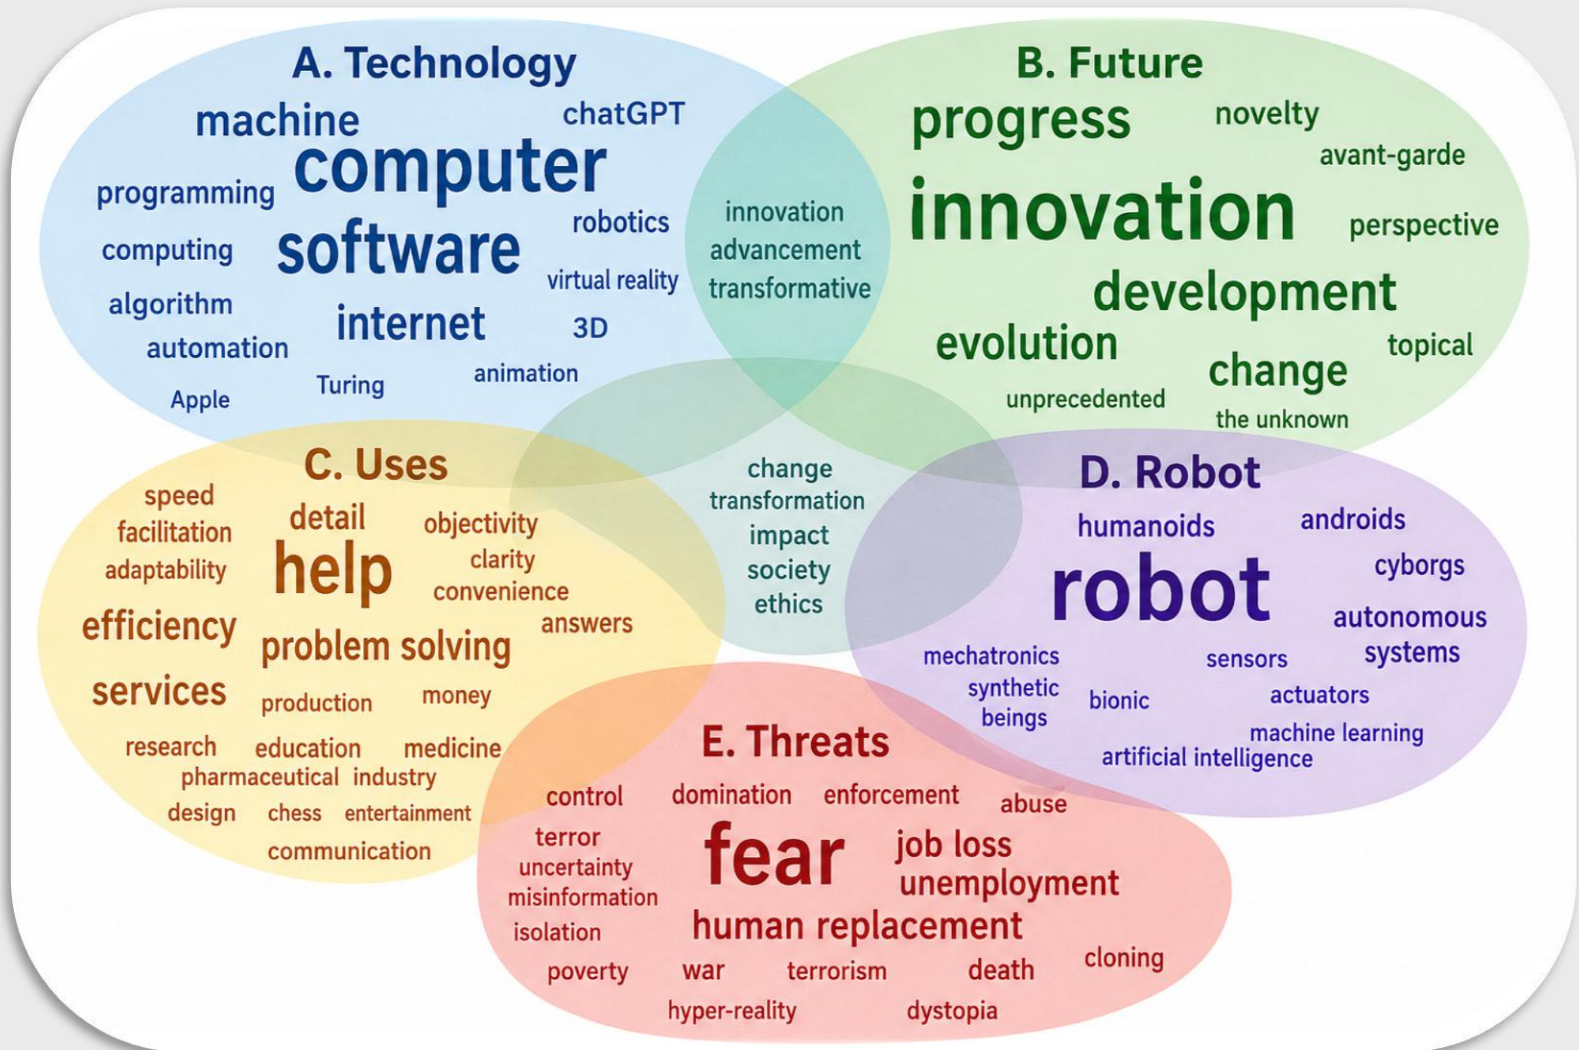 A. Technology
machine
chatGPT
computer
programming
software
robotics
computing
virtual reality
algorithm
internet
3D
automation
animation
Turing
Apple
innovation
advancement
transformative
B. Future
progress
novelty
avant-garde
innovation
perspective
development
evolution
topical
change
unprecedented
the unknown
change
transformation
impact
society
ethics
C. Uses
speed
detail
objectivity
facilitation
help
clarity
adaptability
convenience
efficiency
answers
problem solving
services
production
money
research
education
medicine
pharmaceutical industry
design
chess
entertainment
communication
D. Robot
humanoids
androids
robot
cyborgs
autonomous
systems
mechatronics
sensors
synthetic
beings
bionic
actuators
machine learning
artificial intelligence
E. Threats
control
domination
enforcement
abuse
terror
fear
job loss
uncertainty
unemployment
misinformation
human replacement
isolation
poverty
war
terrorism
death
cloning
hyper-reality
dystopia